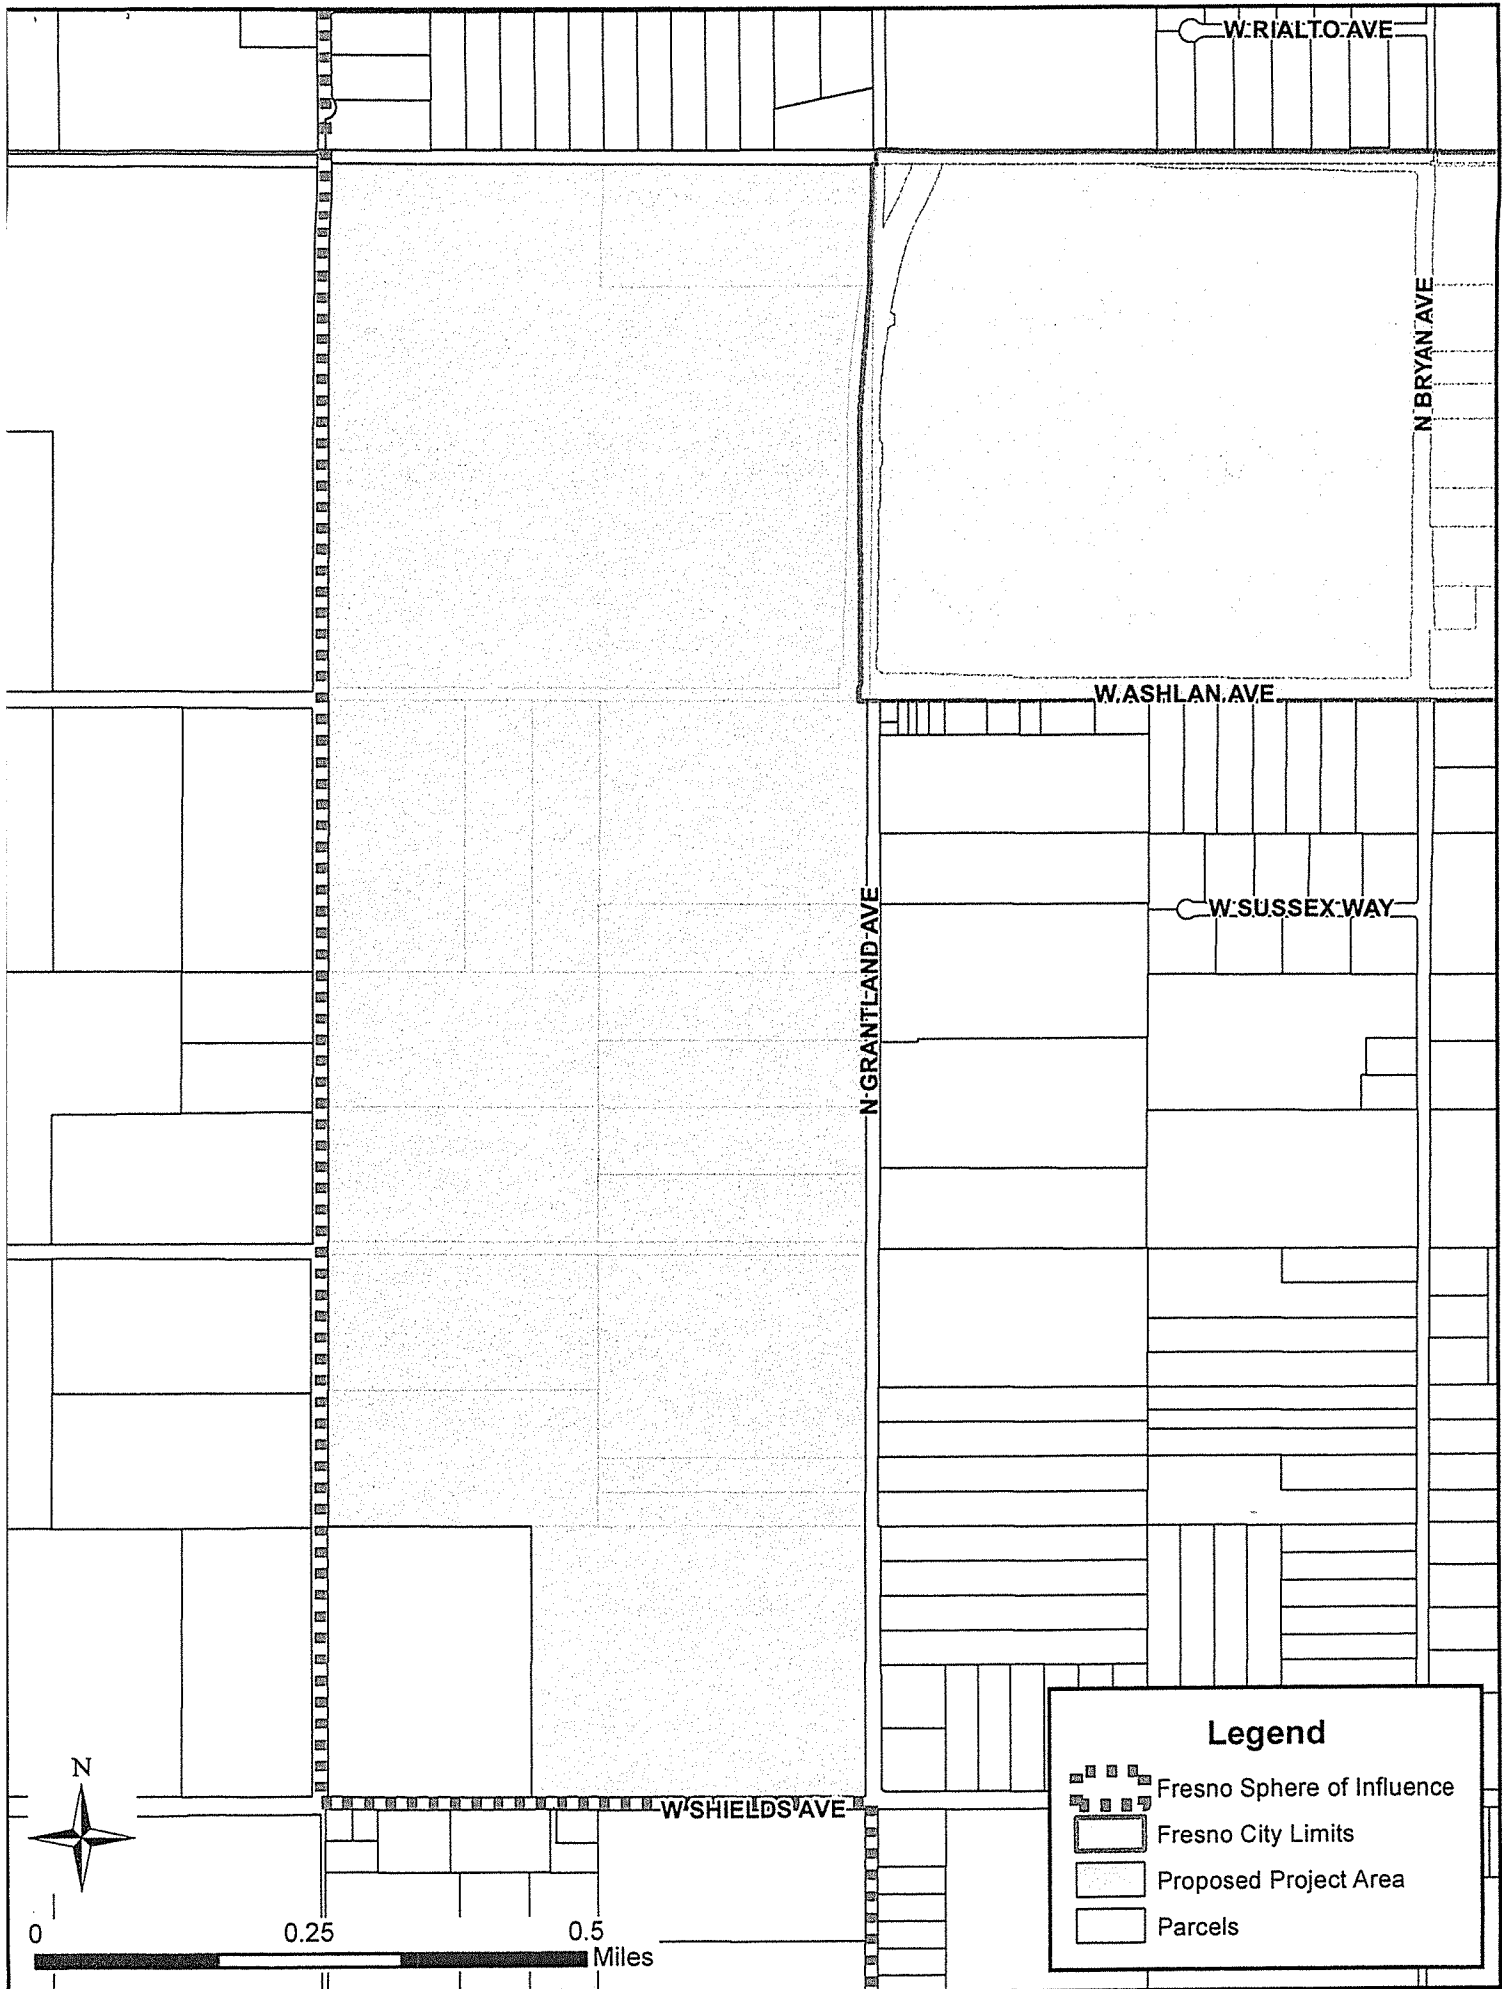 W RIALTO AVE
N BRYAN AVE
W ASHLAN AVE
N GRANTLAND AVE
W SUSSEX WAY
W SHIELDS AVE
Legend
Fresno Sphere of Influence
Fresno City Limits
Proposed Project Area
Parcels
N
0 0.25 0.5
Miles